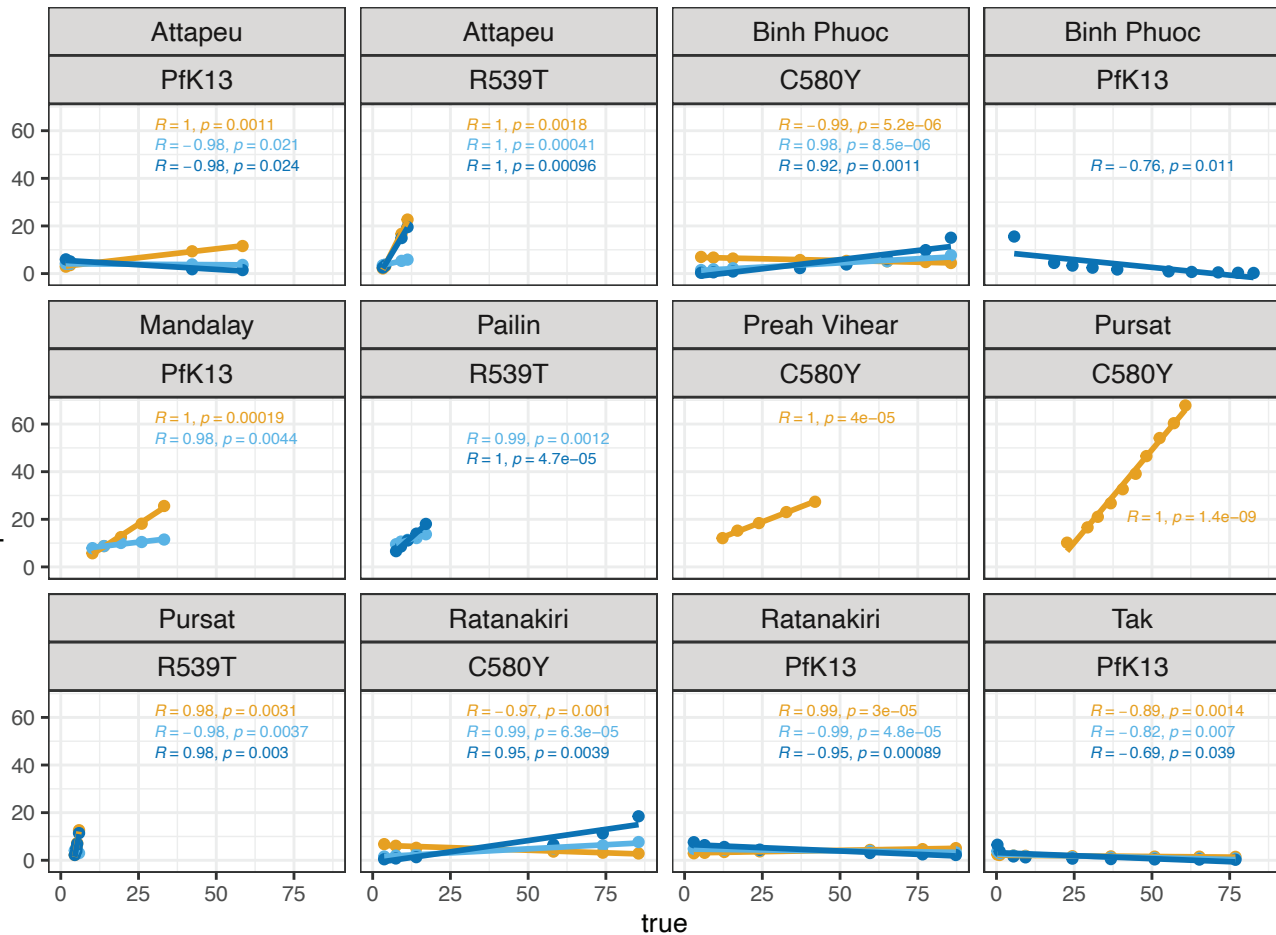 Attapeu
PfK13
R = 1, p = 0.0011
R = −0.98, p = 0.021
R = −0.98, p = 0.024
Attapeu
R539T
R = 1, p = 0.0018
R = 1, p = 0.00041
R = 1, p = 0.00096
Binh Phuoc
C580Y
R = −0.99, p = 5.2e−06
R = 0.98, p = 8.5e−06
R = 0.92, p = 0.0011
Binh Phuoc
PfK13
R = −0.76, p = 0.011
60
40
20
0
Mandalay
PfK13
R = 1, p = 0.00019
R = 0.98, p = 0.0044
Pailin
R539T
R = 0.99, p = 0.0012
R = 1, p = 4.7e−05
Preah Vihear
C580Y
R = 1, p = 4e−05
Pursat
C580Y
R = 1, p = 1.4e−09
60
40
20
0
Pursat
R539T
R = 0.98, p = 0.0031
R = −0.98, p = 0.0037
R = 0.98, p = 0.003
Ratanakiri
C580Y
R = −0.97, p = 0.001
R = 0.99, p = 6.3e−05
R = 0.95, p = 0.0039
Ratanakiri
PfK13
R = 0.99, p = 3e−05
R = −0.99, p = 4.8e−05
R = −0.95, p = 0.00089
Tak
PfK13
R = −0.89, p = 0.0014
R = −0.82, p = 0.007
R = −0.69, p = 0.039
60
40
20
0
0 25 50 75
0 25 50 75
0 25 50 75
0 25 50 75
true